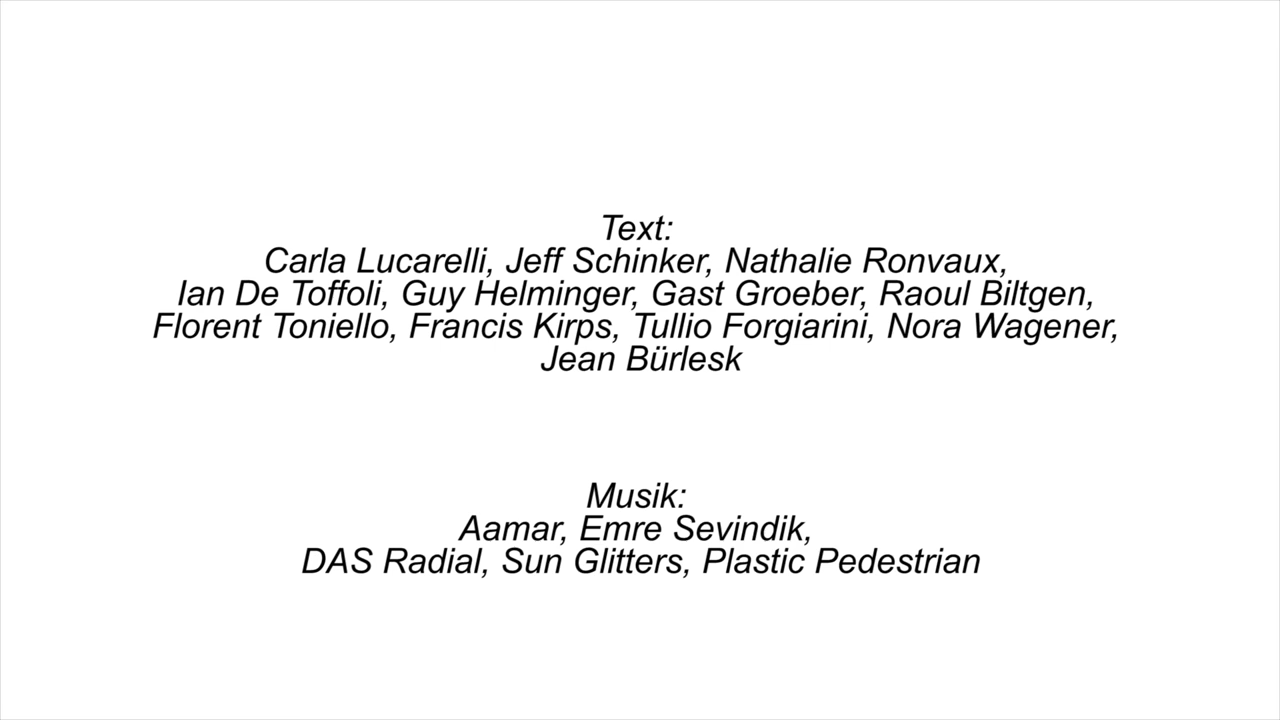 Text:
Carla Lucarelli, Jeff Schinker, Nathalie Ronvaux,
Ian De Toffoli, Guy Helminger, Gast Groeber, Raoul Biltgen,
Florent Toniello, Francis Kirps, Tullio Forgiarini, Nora Wagener,
Jean Bürlesk
Musik:
Aamar, Emre Sevindik,
DAS Radial, Sun Glitters, Plastic Pedestrian